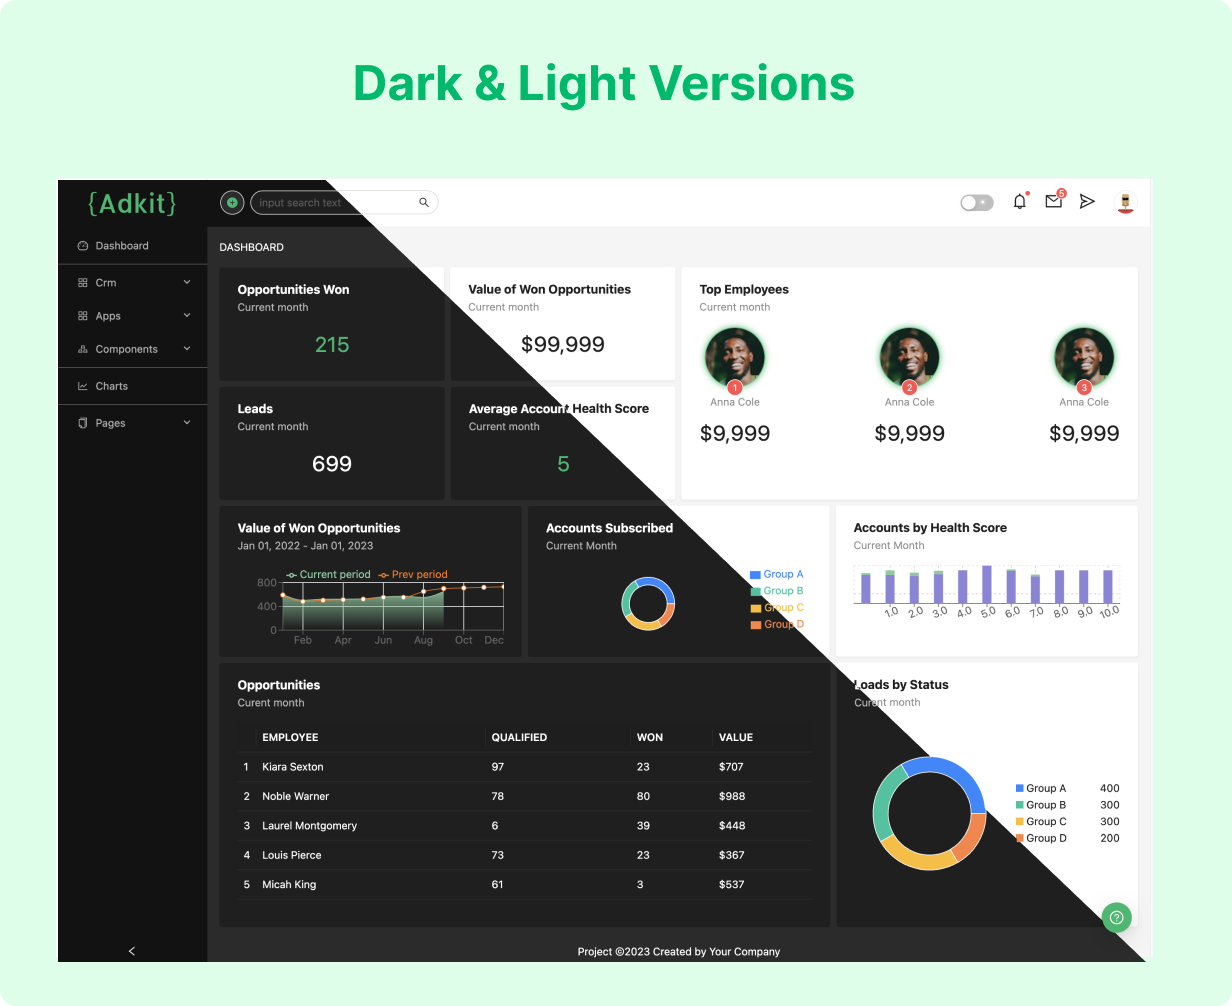 Dark & Light Versions
{Adkit}
input search text
5
Dashboard
Crm
Apps
Components
Charts
Pages
DASHBOARD
Opportunities Won
Current month
215
Value of Won Opportunities
Current month
$99,999
Top Employees
Current month
1
Anna Cole
$9,999
2
Anna Cole
$9,999
3
Anna Cole
$9,999
Leads
Current month
699
Average Account Health Score
Current month
5
Value of Won Opportunities
Jan 01, 2022 - Jan 01, 2023
Current period Prev period
800
400
0
Feb Apr Jun Aug Oct Dec
Accounts Subscribed
Current Month
Group A
Group B
Group C
Group D
Accounts by Health Score
Current Month
1.0 2.0 3.0 4.0 5.0 6.0 7.0 8.0 9.0 10.0
Opportunities
Curent month
EMPLOYEE QUALIFIED WON VALUE
1 Kiara Sexton 97 23 $707
2 Noble Warner 78 80 $988
3 Laurel Montgomery 6 39 $448
4 Louis Pierce 73 23 $367
5 Micah King 61 3 $537
Loads by Status
Curent month
Group A 400
Group B 300
Group C 300
Group D 200
Project ©2023 Created by Your Company